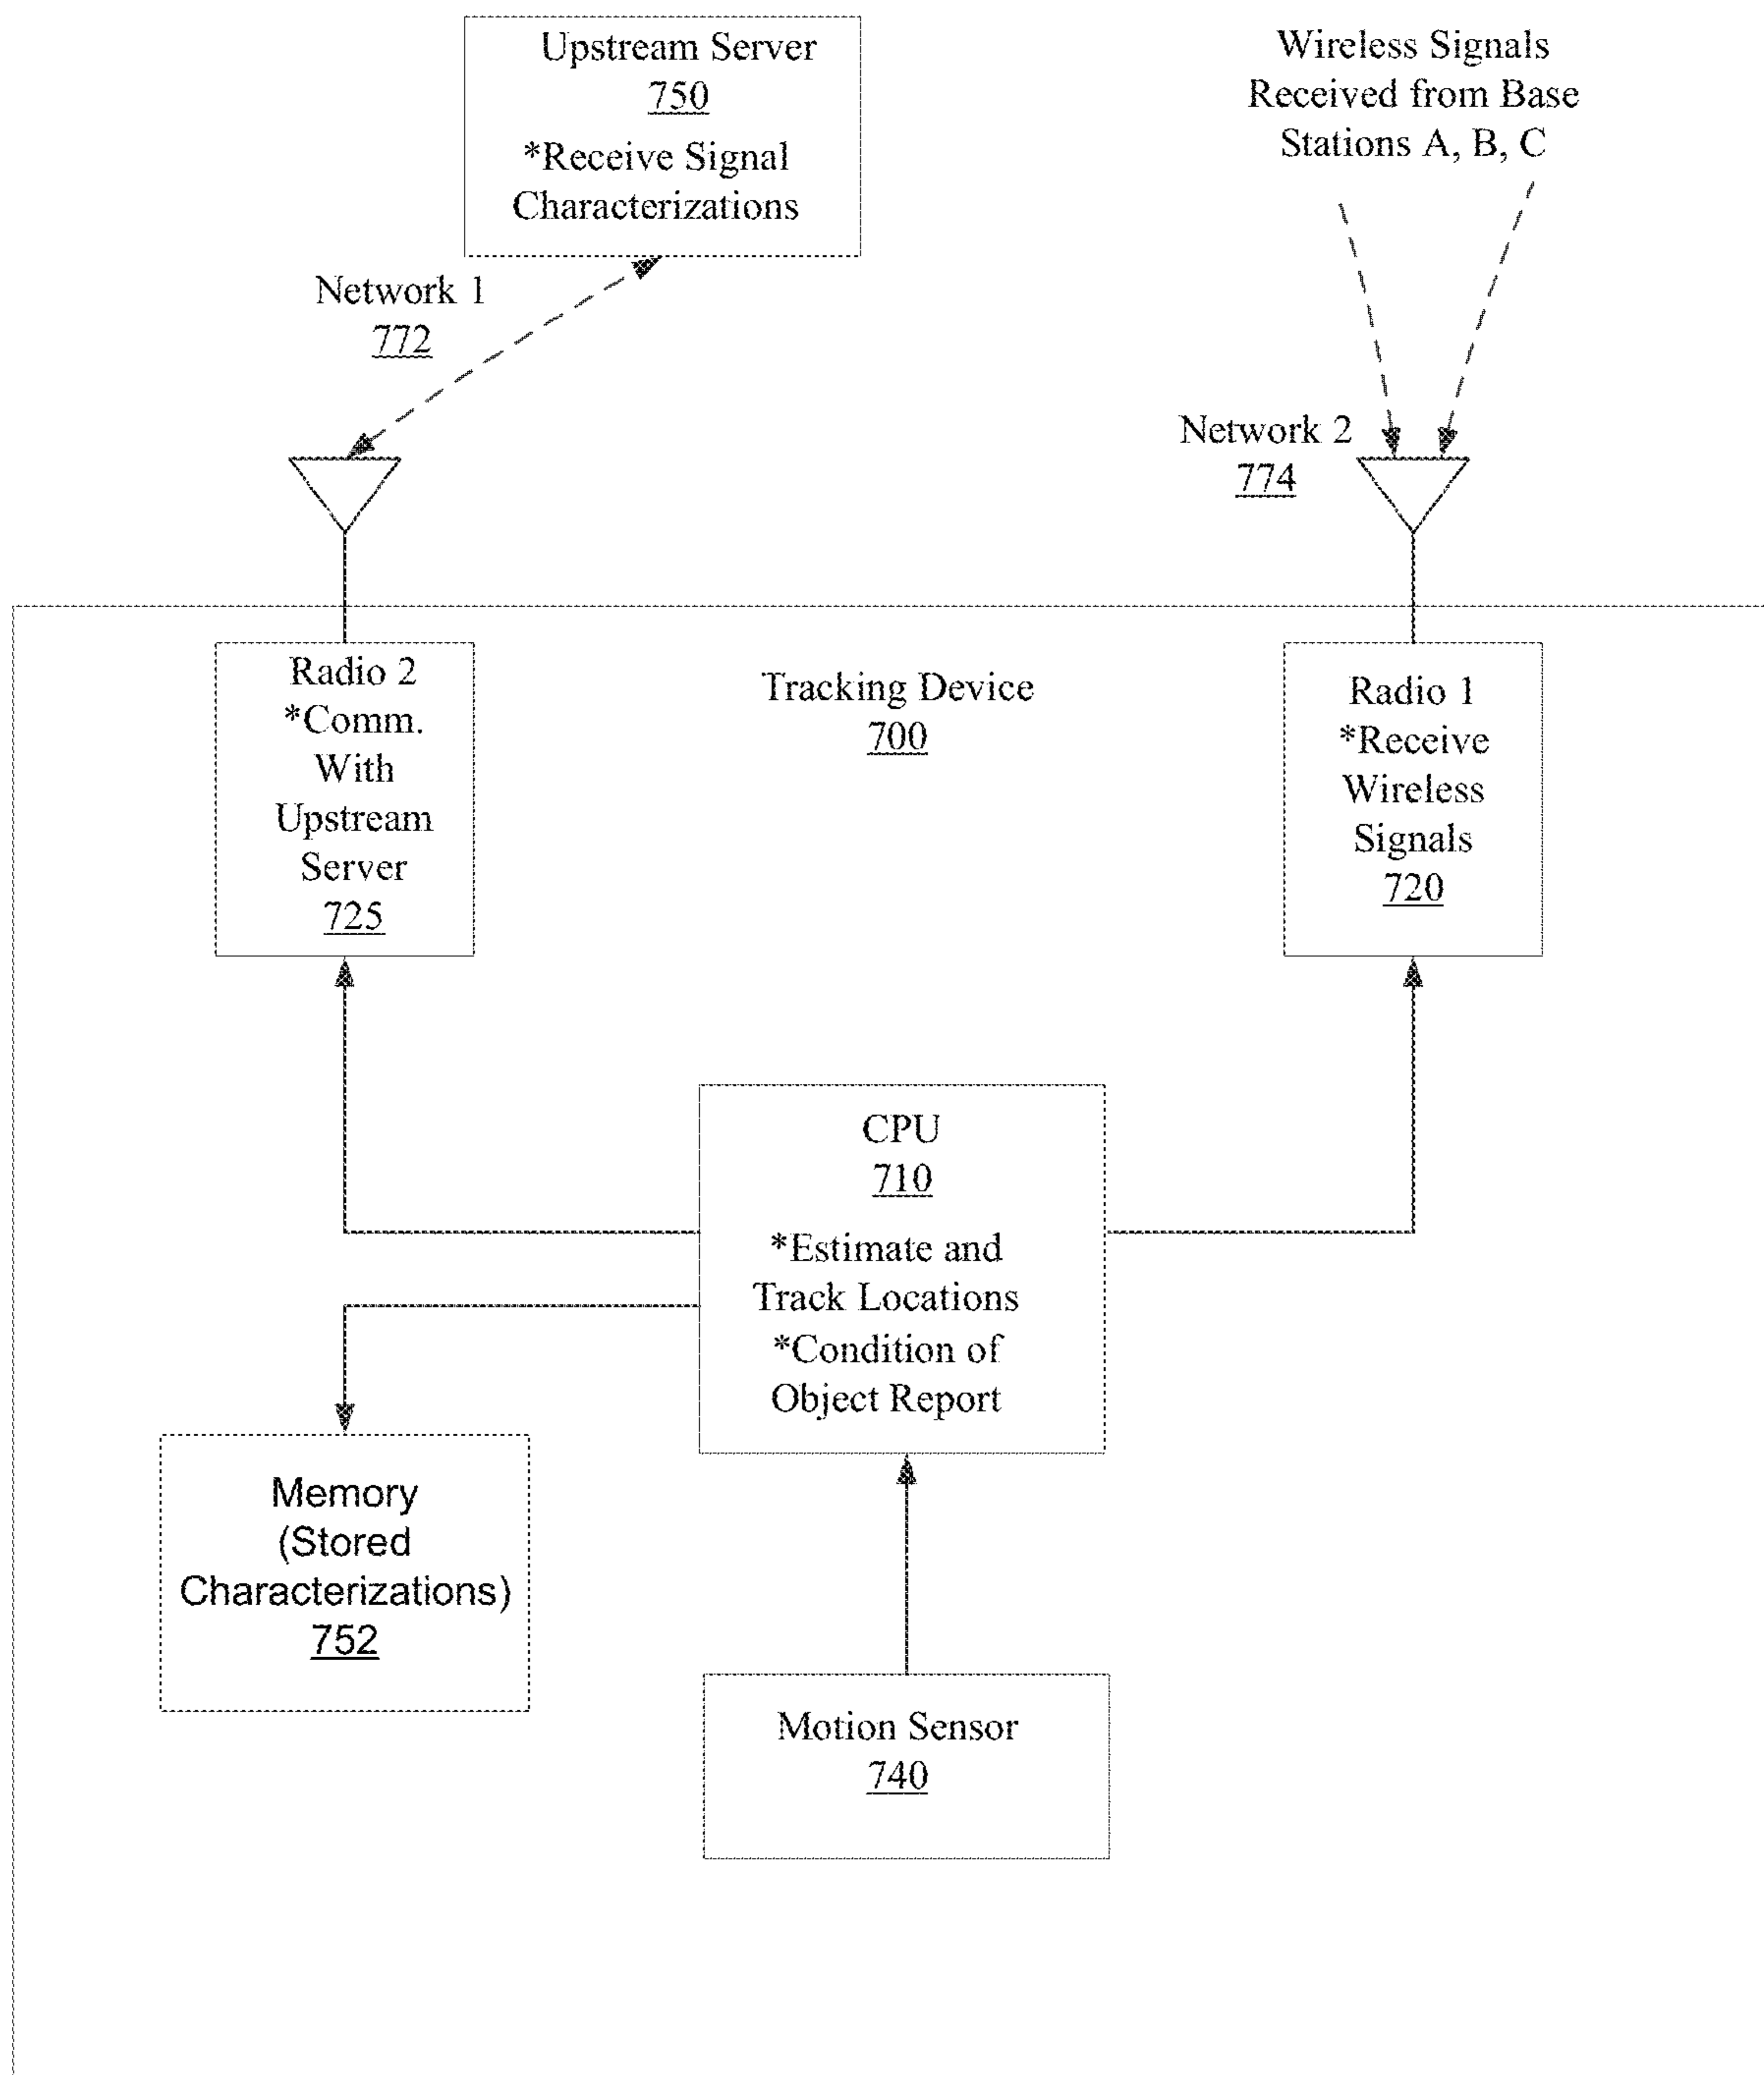 Upstream Server
750
*Receive Signal
Characterizations
Wireless Signals
Received from Base
Stations A, B, C
Network 1
772
Network 2
774
Radio 2
*Comm.
With
Upstream
Server
725
Tracking Device
700
Radio 1
*Receive
Wireless
Signals
720
CPU
710
*Estimate and
Track Locations
*Condition of
Object Report
Memory
(Stored
Characterizations)
752
Motion Sensor
740